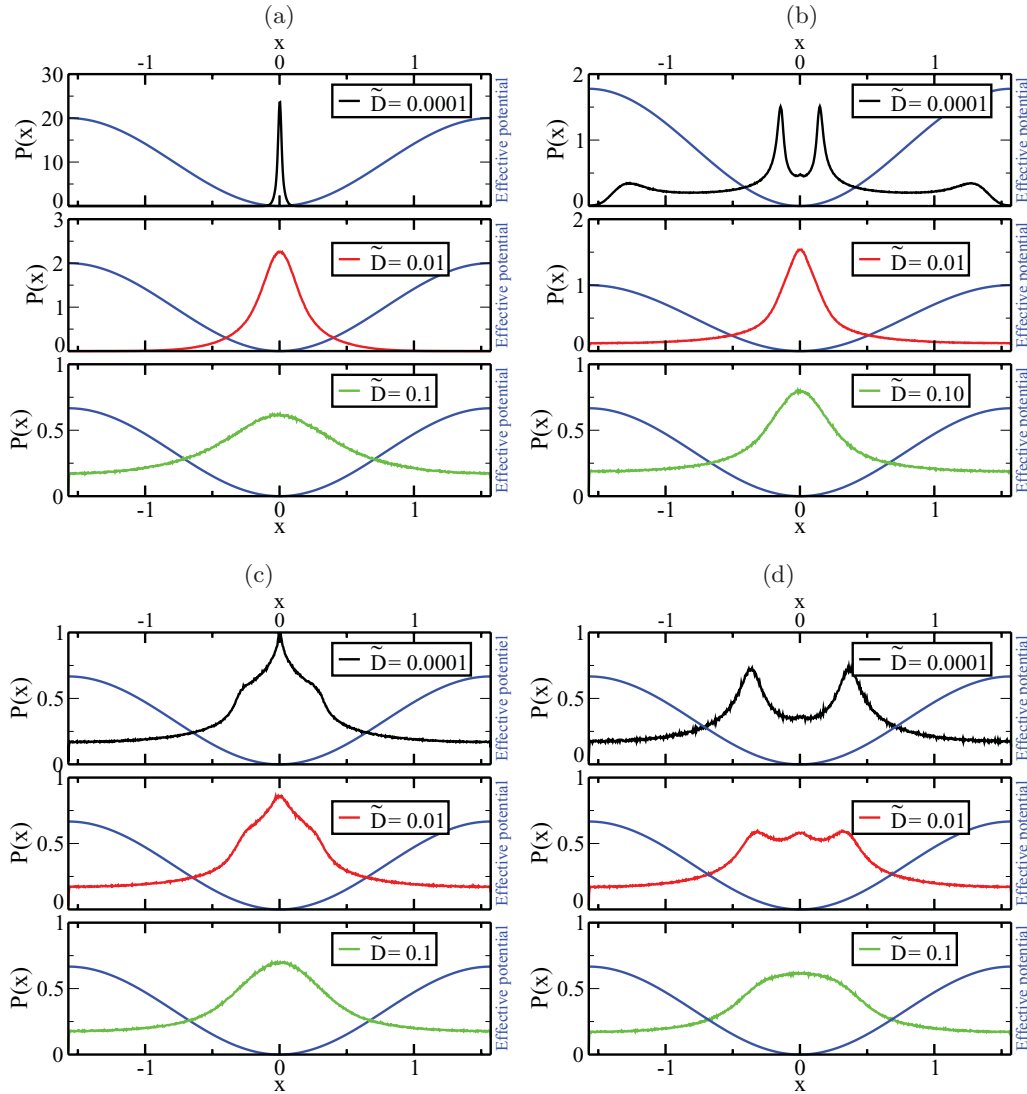 (a)
x
-1 0 1
30
20
10
0
P(x)
D̃ = 0.0001
Effective potential
3
2
1
0
P(x)
D̃ = 0.01
Effective potential
1
0.5
0
P(x)
D̃ = 0.1
Effective potential
-1 0 1
x
(b)
x
-1 0 1
2
1
0
P(x)
D̃ = 0.0001
Effective potential
2
1
0
P(x)
D̃ = 0.01
Effective potential
1
0.5
0
P(x)
D̃ = 0.10
Effective potential
-1 0 1
x
(c)
x
-1 0 1
1
0.5
0
P(x)
D̃ = 0.0001
Effective potentiel
1
0.5
0
P(x)
D̃ = 0.01
Effective potential
1
0.5
0
P(x)
D̃ = 0.1
Effective potential
-1 0 1
x
(d)
x
-1 0 1
1
0.5
0
P(x)
D̃ = 0.0001
Effective potential
1
0.5
0
P(x)
D̃ = 0.01
Effective potential
1
0.5
0
P(x)
D̃ = 0.1
Effective potential
-1 0 1
x